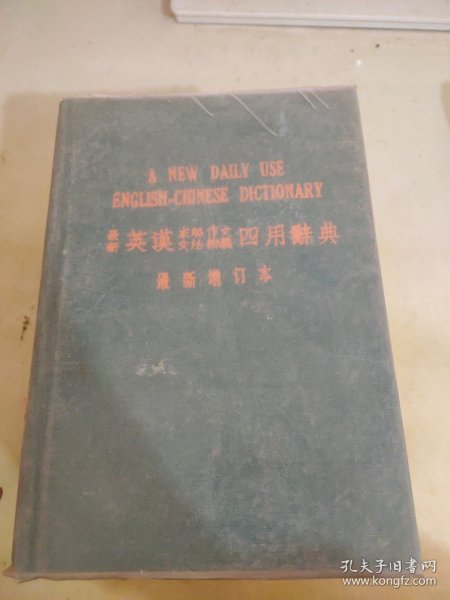 A NEW DAILY USE
ENGLISH-CHINESE DICTIONARY
最新 英漢 求解作文文法辨義 四用辭典
最新增订本
孔夫子旧书网
www.kongfz.com